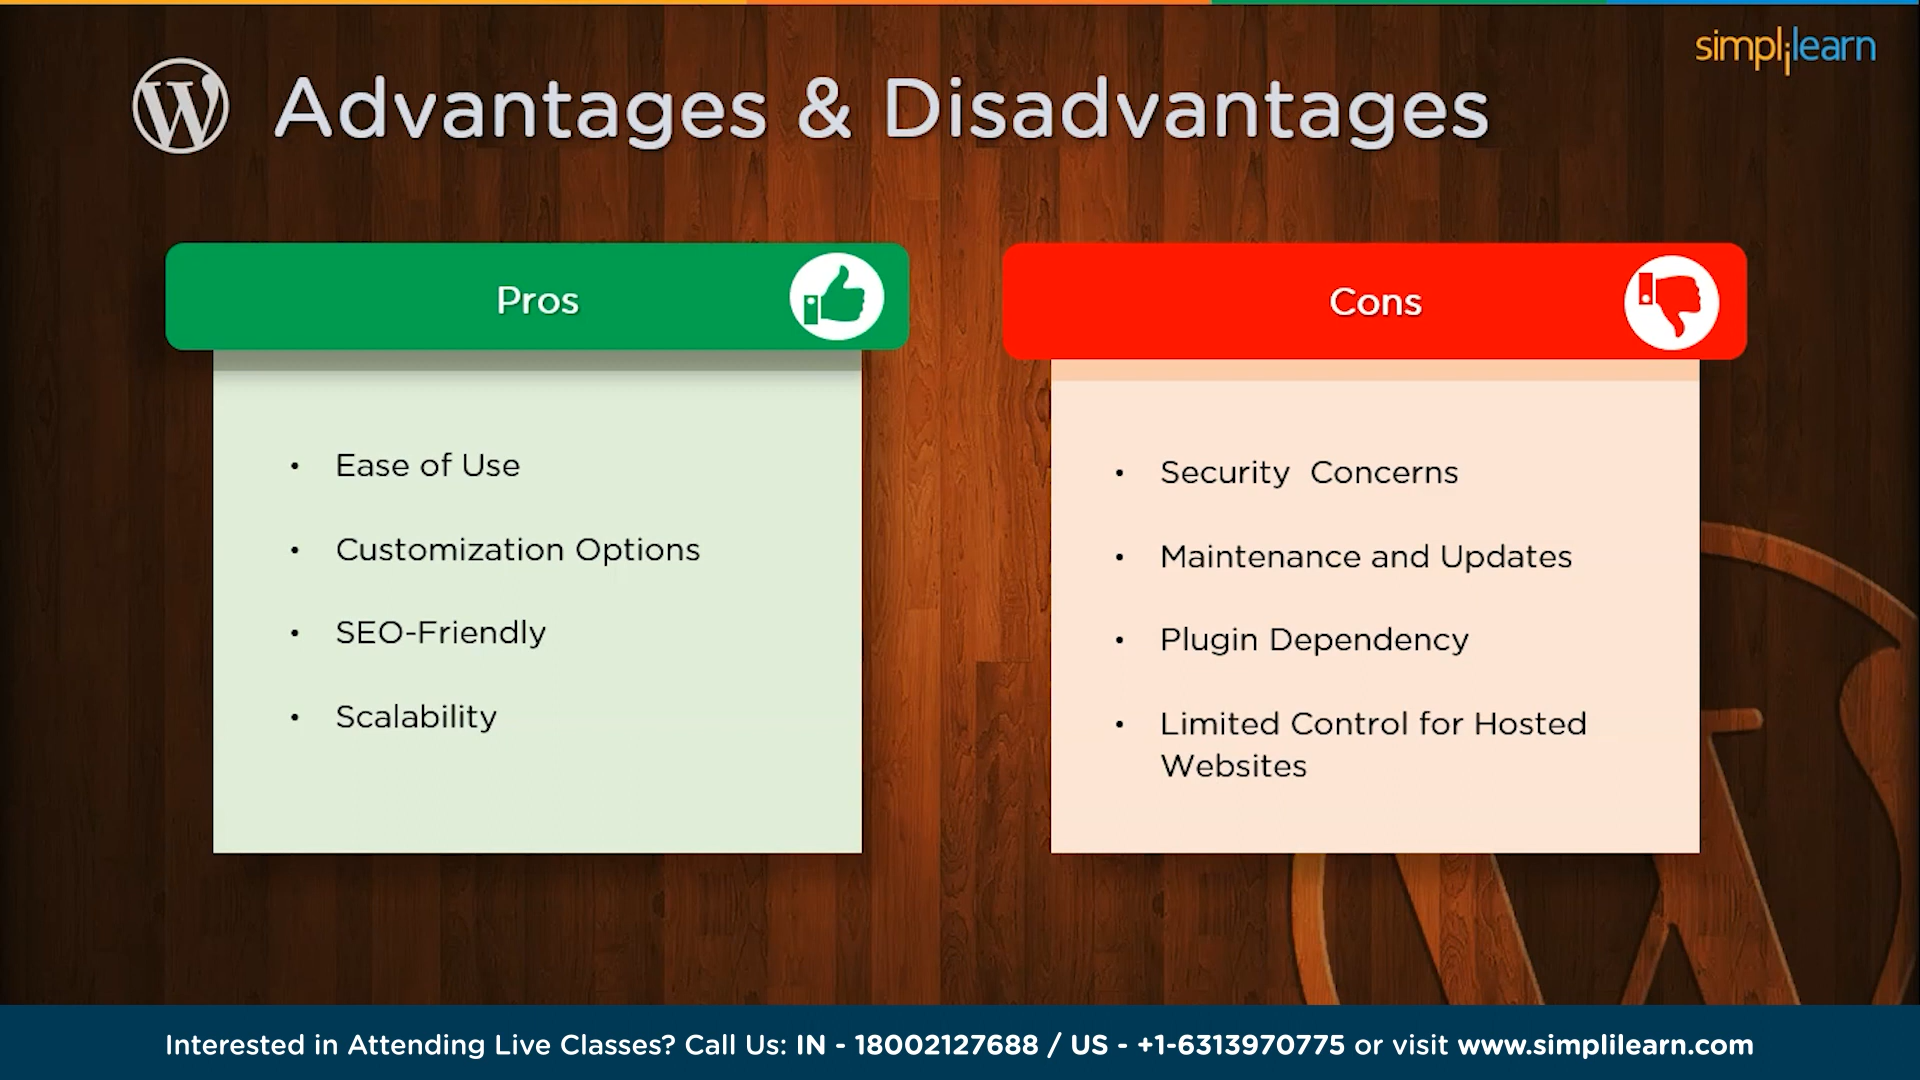 simplilearn
Advantages & Disadvantages
Pros
• Ease of Use
• Customization Options
• SEO-Friendly
• Scalability
Cons
• Security  Concerns
• Maintenance and Updates
• Plugin Dependency
• Limited Control for Hosted
Websites
Interested in Attending Live Classes? Call Us: IN - 18002127688 / US - +1-6313970775 or visit www.simplilearn.com